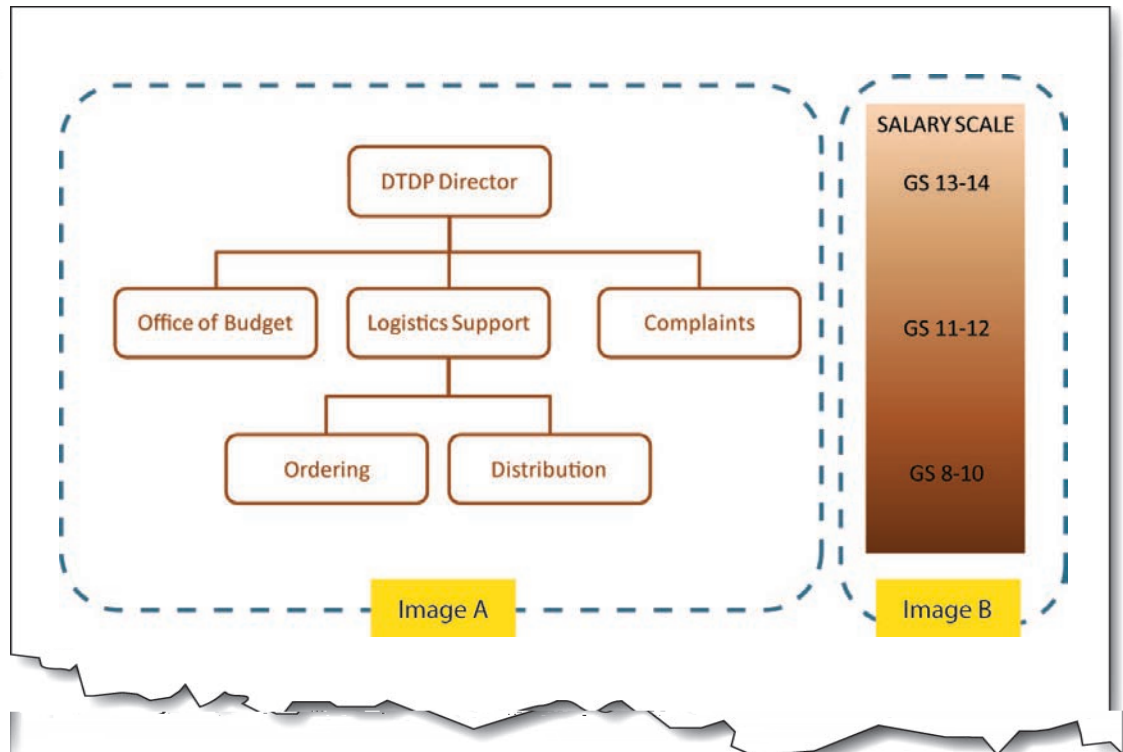 DTDP Director
Office of Budget
Logistics Support
Complaints
Ordering
Distribution
Image A
SALARY SCALE
GS 13-14
GS 11-12
GS 8-10
Image B